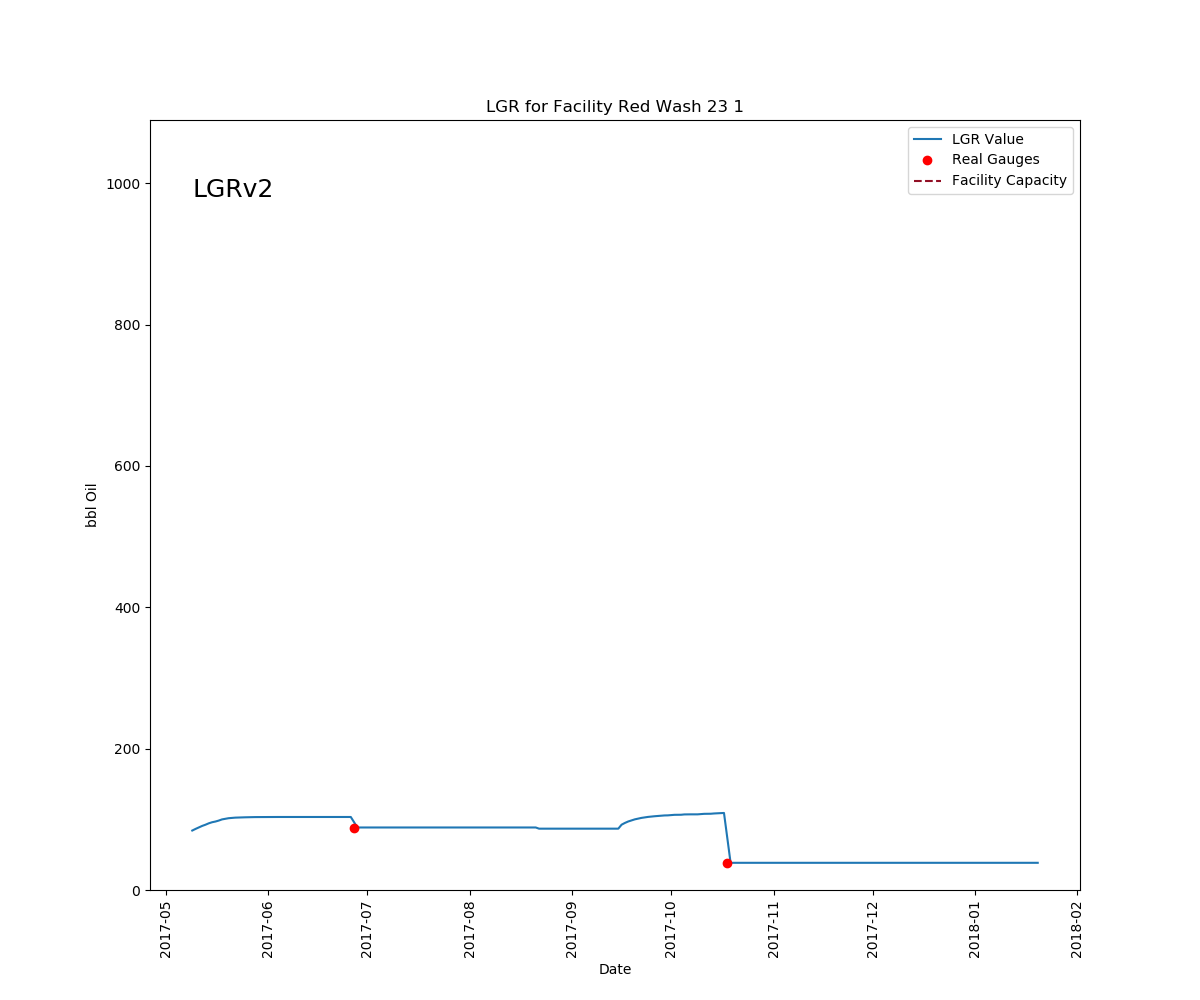 LGR for Facility Red Wash 23 1
LGR Value
Real Gauges
Facility Capacity
LGRv2
1000
800
600
400
200
0
bbl Oil
2017-05
2017-06
2017-07
2017-08
2017-09
2017-10
2017-11
2017-12
2018-01
2018-02
Date